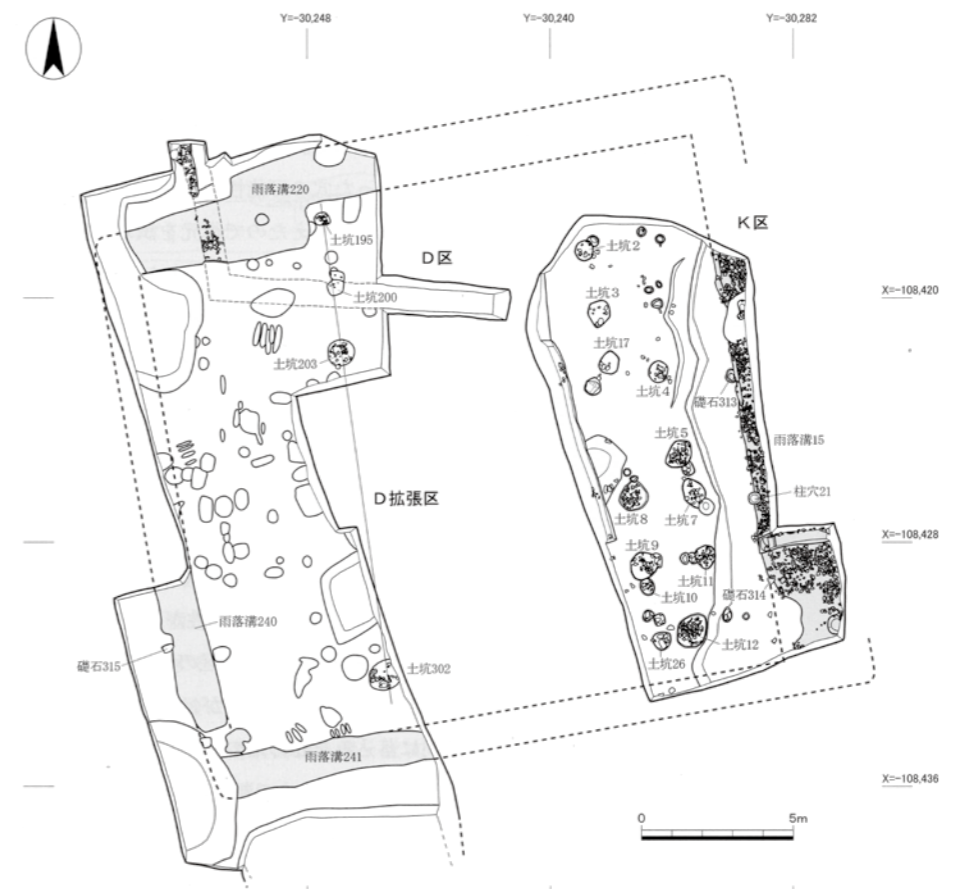 Y=-30,248
Y=-30,240
Y=-30,282
雨落溝220
土坑195
D区
土坑200
土坑203
K区
土坑2
X=-108,420
土坑3
土坑17
土坑4
礎石313
土坑5
雨落溝15
D拡張区
柱穴21
土坑8
土坑7
X=-108,428
土坑9
土坑11
土坑10
礎石314
雨落溝240
礎石315
土坑12
土坑26
土坑302
雨落溝241
X=-108,436
0
5m